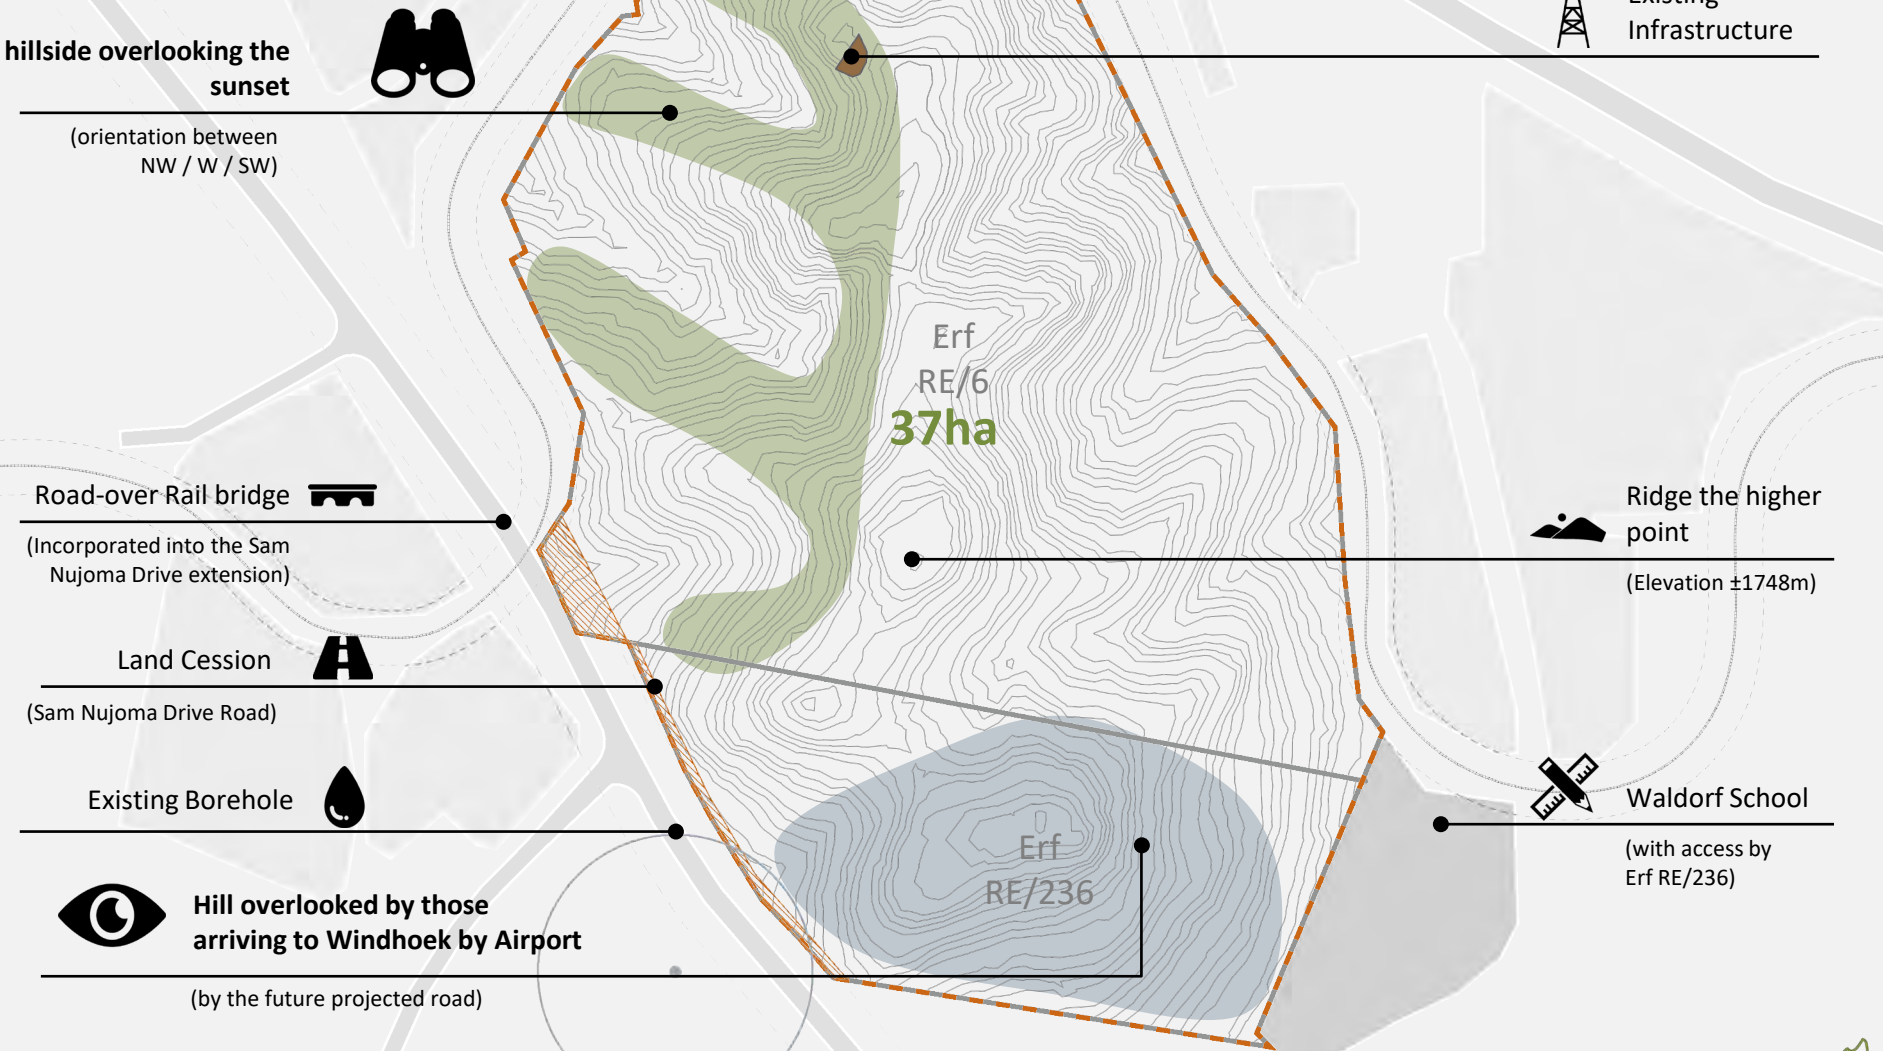 hillside overlooking the
sunset
(orientation between
NW / W / SW)
Existing
Infrastructure
Erf
RE/6
37ha
Road-over Rail bridge
(Incorporated into the Sam
Nujoma Drive extension)
Ridge the higher
point
(Elevation ±1748m)
Land Cession
(Sam Nujoma Drive Road)
Existing Borehole
Waldorf School
(with access by
Erf RE/236)
Erf
RE/236
Hill overlooked by those
arriving to Windhoek by Airport
(by the future projected road)